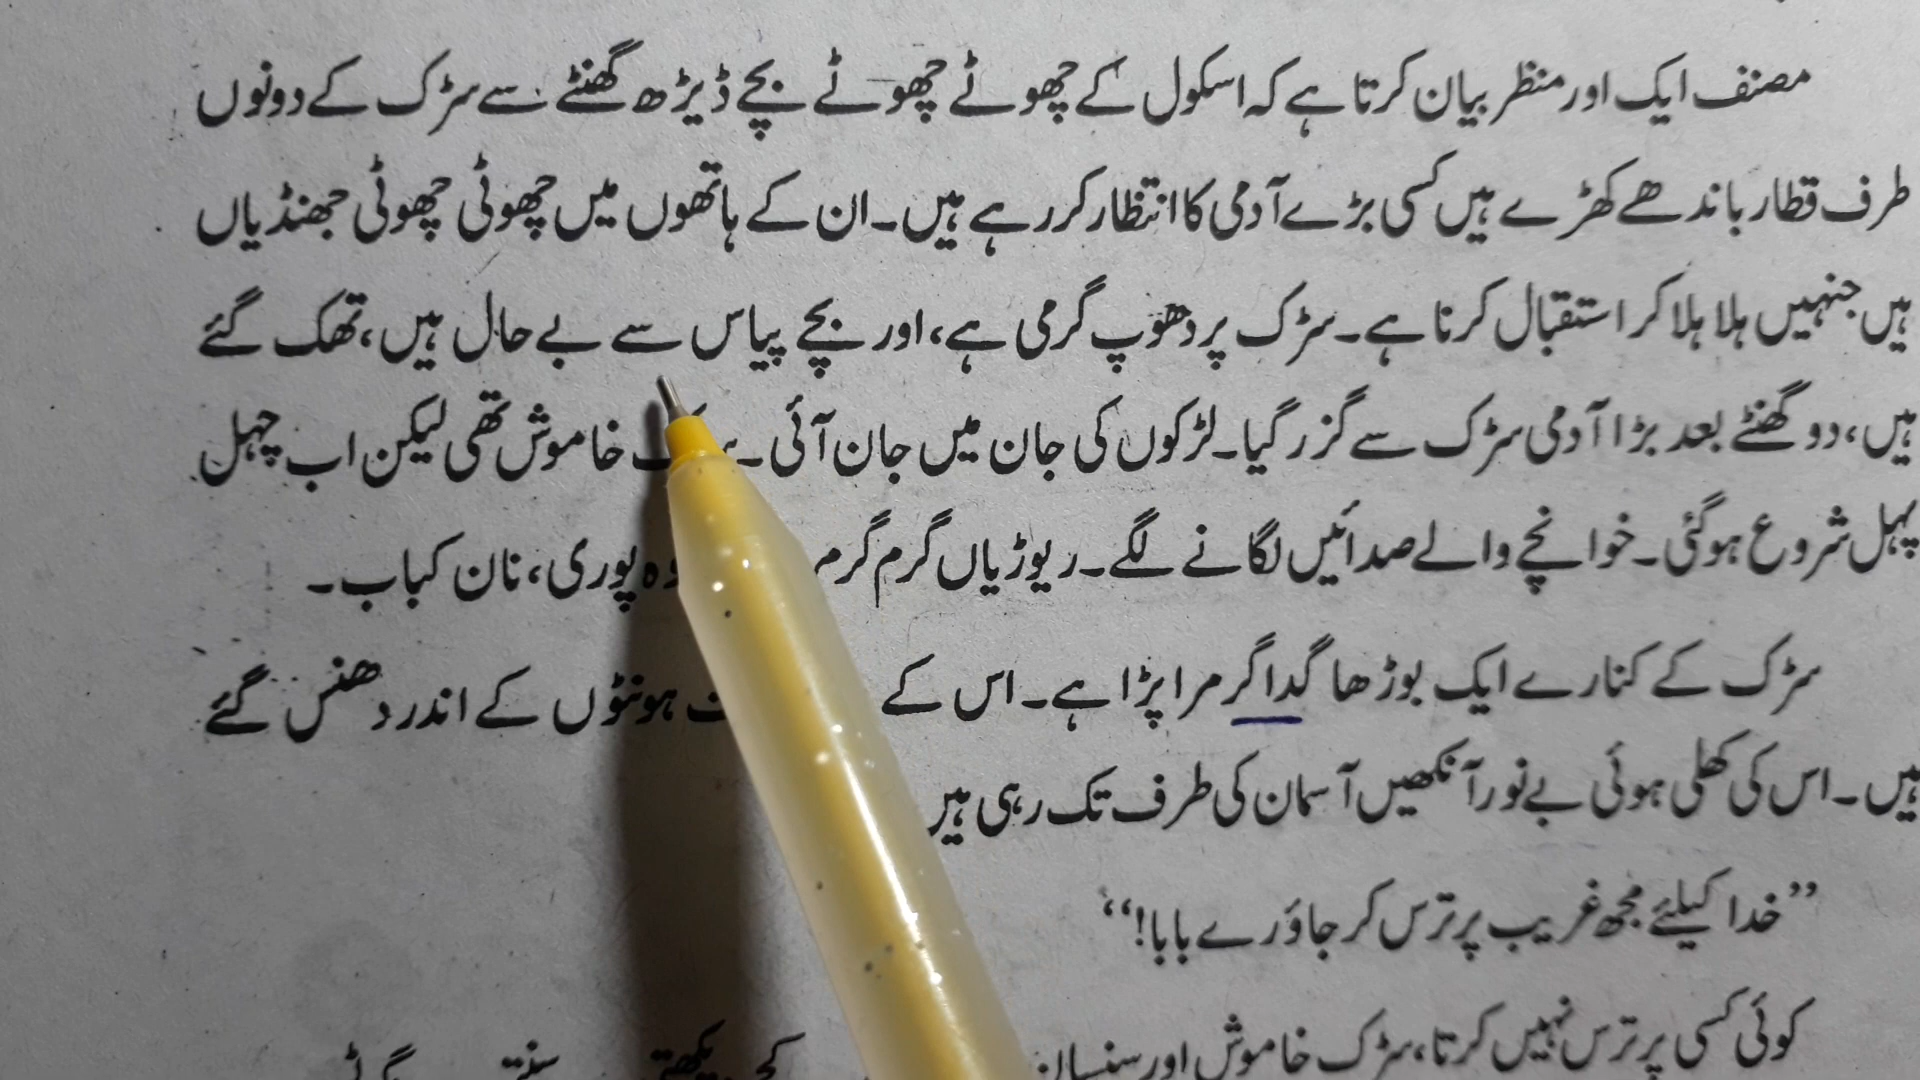 مصنف ایک اور منظر بیان کرتا ہے کہ اسکول کے چھوٹے چھوٹے بچے ڈیڑھ گھنٹے سے سڑک کے دونوں
طرف قطار باندھے کھڑے ہیں کسی بڑے آدمی کا انتظار کر رہے ہیں۔ ان کے ہاتھوں میں چھوٹی چھوٹی جھنڈیاں
ہیں جنہیں ہلا ہلا کر استقبال کرنا ہے۔ سڑک پر دھوپ گرمی ہے، اور بچے پیاس سے بے حال ہیں، تھک گئے
ہیں، دو گھنٹے بعد بڑا آدمی سڑک سے گزر گیا۔ لڑکوں کی جان میں جان آئی۔ خاموش تھی لیکن اب چہل
پہل شروع ہوگئی۔ خوانچے والے صدائیں لگانے لگے۔ ریوڑیاں گرم گرم پوری، نان کباب۔
سڑک کے کنارے ایک بوڑھا گداگر مرا پڑا ہے۔ اس کے ہونٹوں کے اندر دھنس گئے
ہیں۔ اس کی کھلی ہوئی بے نور آنکھیں آسمان کی طرف تک رہی
”خدا کیلئے مجھ غریب پر ترس کر جاؤ رے بابا!“
کوئی کسی پر ترس نہیں کرتا، سڑک خاموش اور سنسان